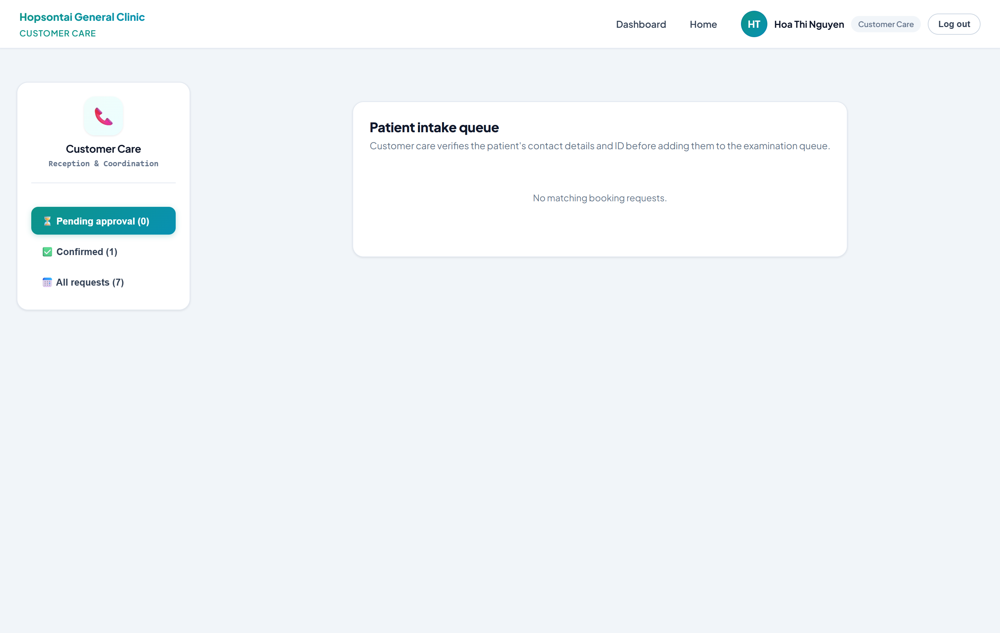 Hopsontai General Clinic
CUSTOMER CARE
Dashboard
Home
HT
Hoa Thi Nguyen
Customer Care
Log out
Customer Care
Reception & Coordination
Pending approval (0)
Confirmed (1)
All requests (7)
Patient intake queue
Customer care verifies the patient's contact details and ID before adding them to the examination queue.
No matching booking requests.